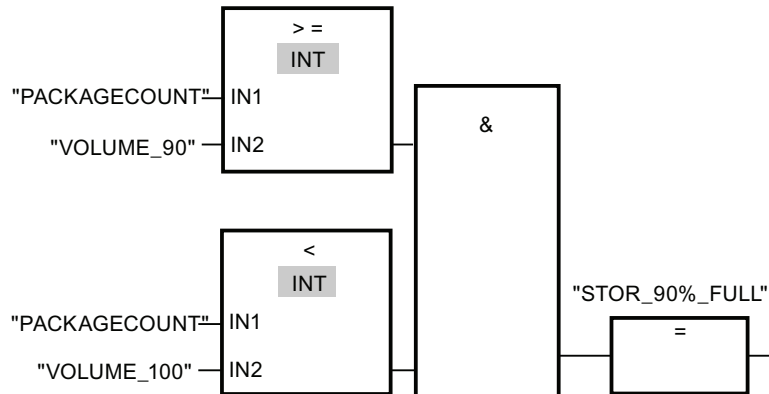 > =
INT
"PACKAGECOUNT" IN1
"VOLUME_90" IN2
&
<
INT
"STOR_90%_FULL"
"PACKAGECOUNT" IN1
=
"VOLUME_100" IN2